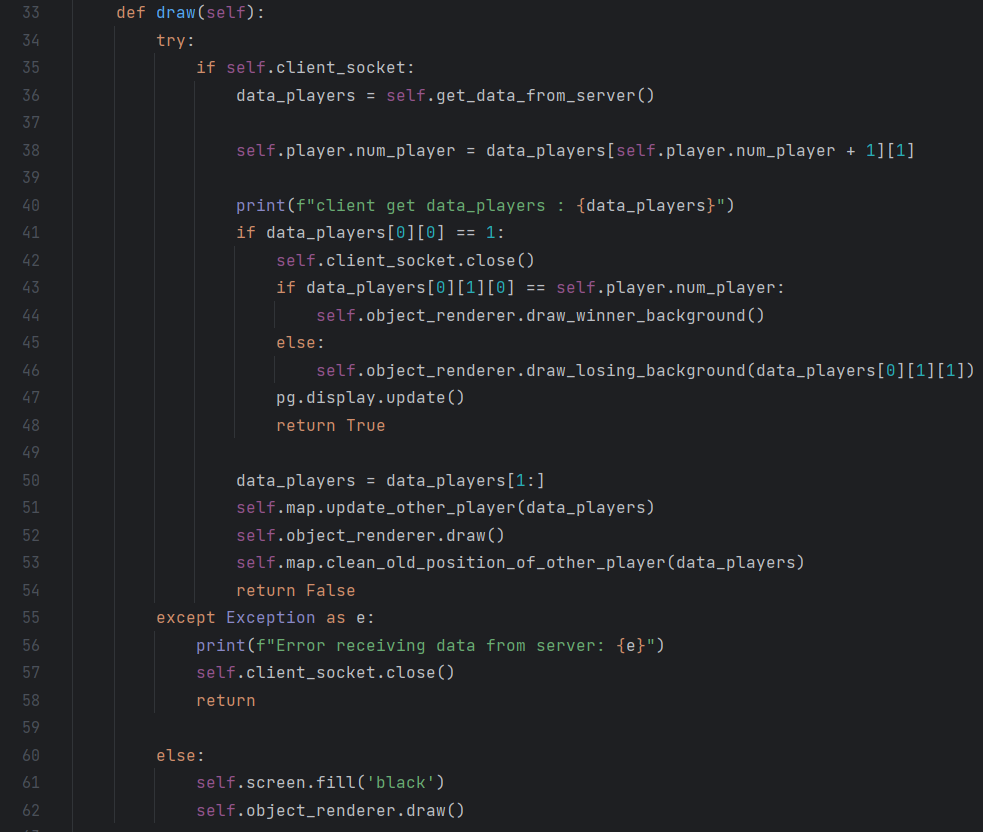 33 def draw(self):
34 try:
35 if self.client_socket:
36 data_players = self.get_data_from_server()
37
38 self.player.num_player = data_players[self.player.num_player + 1][1]
39
40 print(f"client get data_players : {data_players}")
41 if data_players[0][0] == 1:
42 self.client_socket.close()
43 if data_players[0][1][0] == self.player.num_player:
44 self.object_renderer.draw_winner_background()
45 else:
46 self.object_renderer.draw_losing_background(data_players[0][1][1])
47 pg.display.update()
48 return True
49
50 data_players = data_players[1:]
51 self.map.update_other_player(data_players)
52 self.object_renderer.draw()
53 self.map.clean_old_position_of_other_player(data_players)
54 return False
55 except Exception as e:
56 print(f"Error receiving data from server: {e}")
57 self.client_socket.close()
58 return
59
60 else:
61 self.screen.fill('black')
62 self.object_renderer.draw()